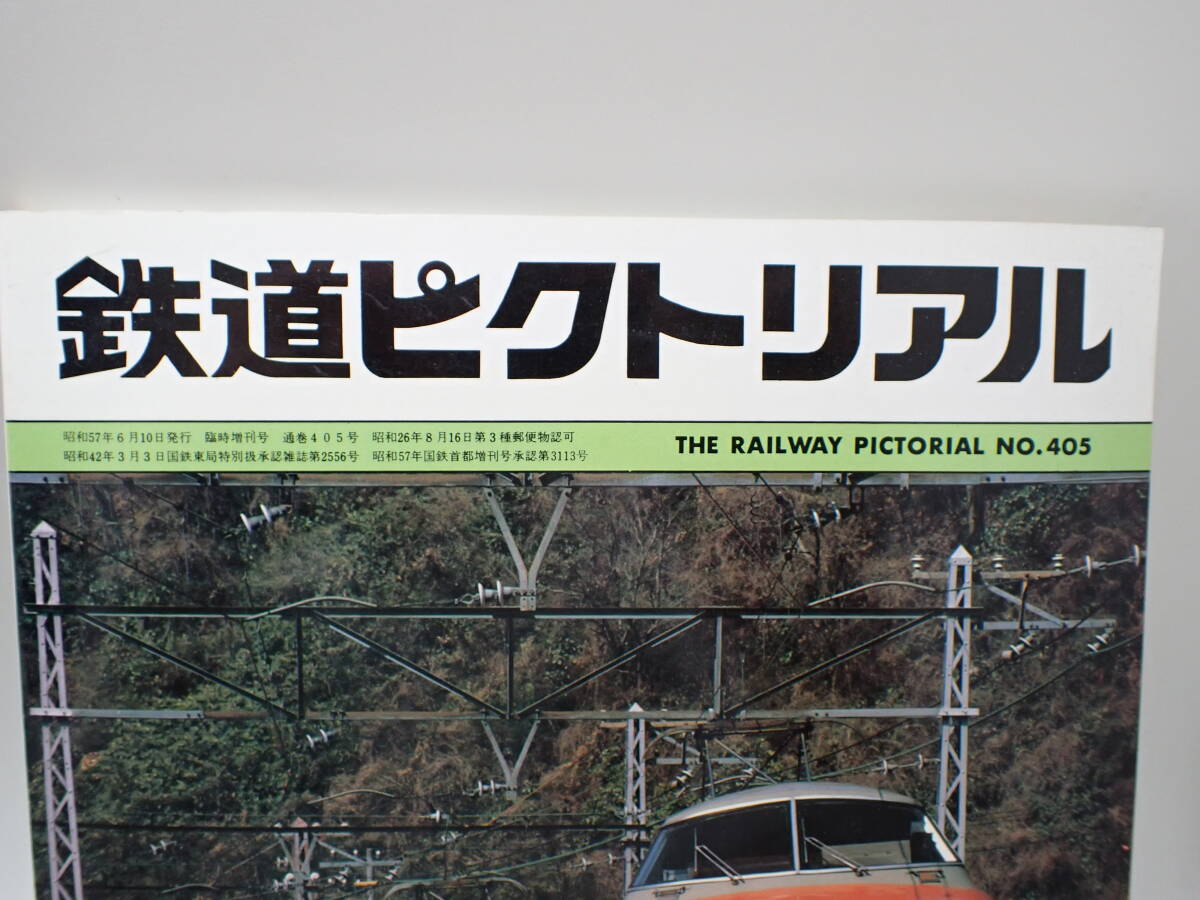 鉄道ピクトリアル
昭和57年6月10日発行 臨時増刊号 通巻405号 昭和26年8月16日第3種郵便物認可
昭和42年3月3日国鉄東局特別扱承認雑誌第2556号 昭和57年国鉄首都増刊号承認第3113号
THE RAILWAY PICTORIAL NO.405